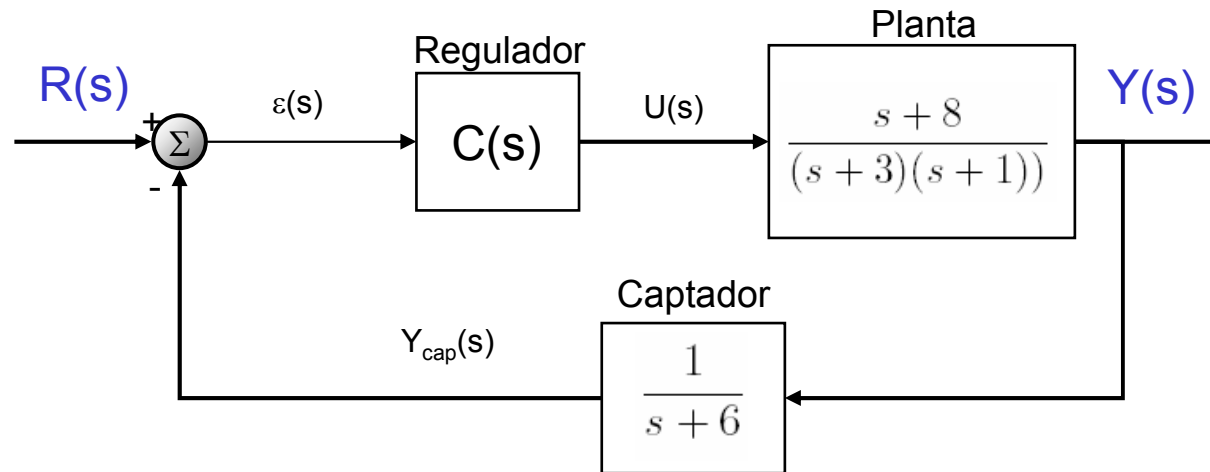 Planta
Regulador
R(s)
+
Σ
-
ε(s)
C(s)
U(s)
s + 8
(s + 3)(s + 1))
Y(s)
Captador
Y_cap(s)
1
s + 6